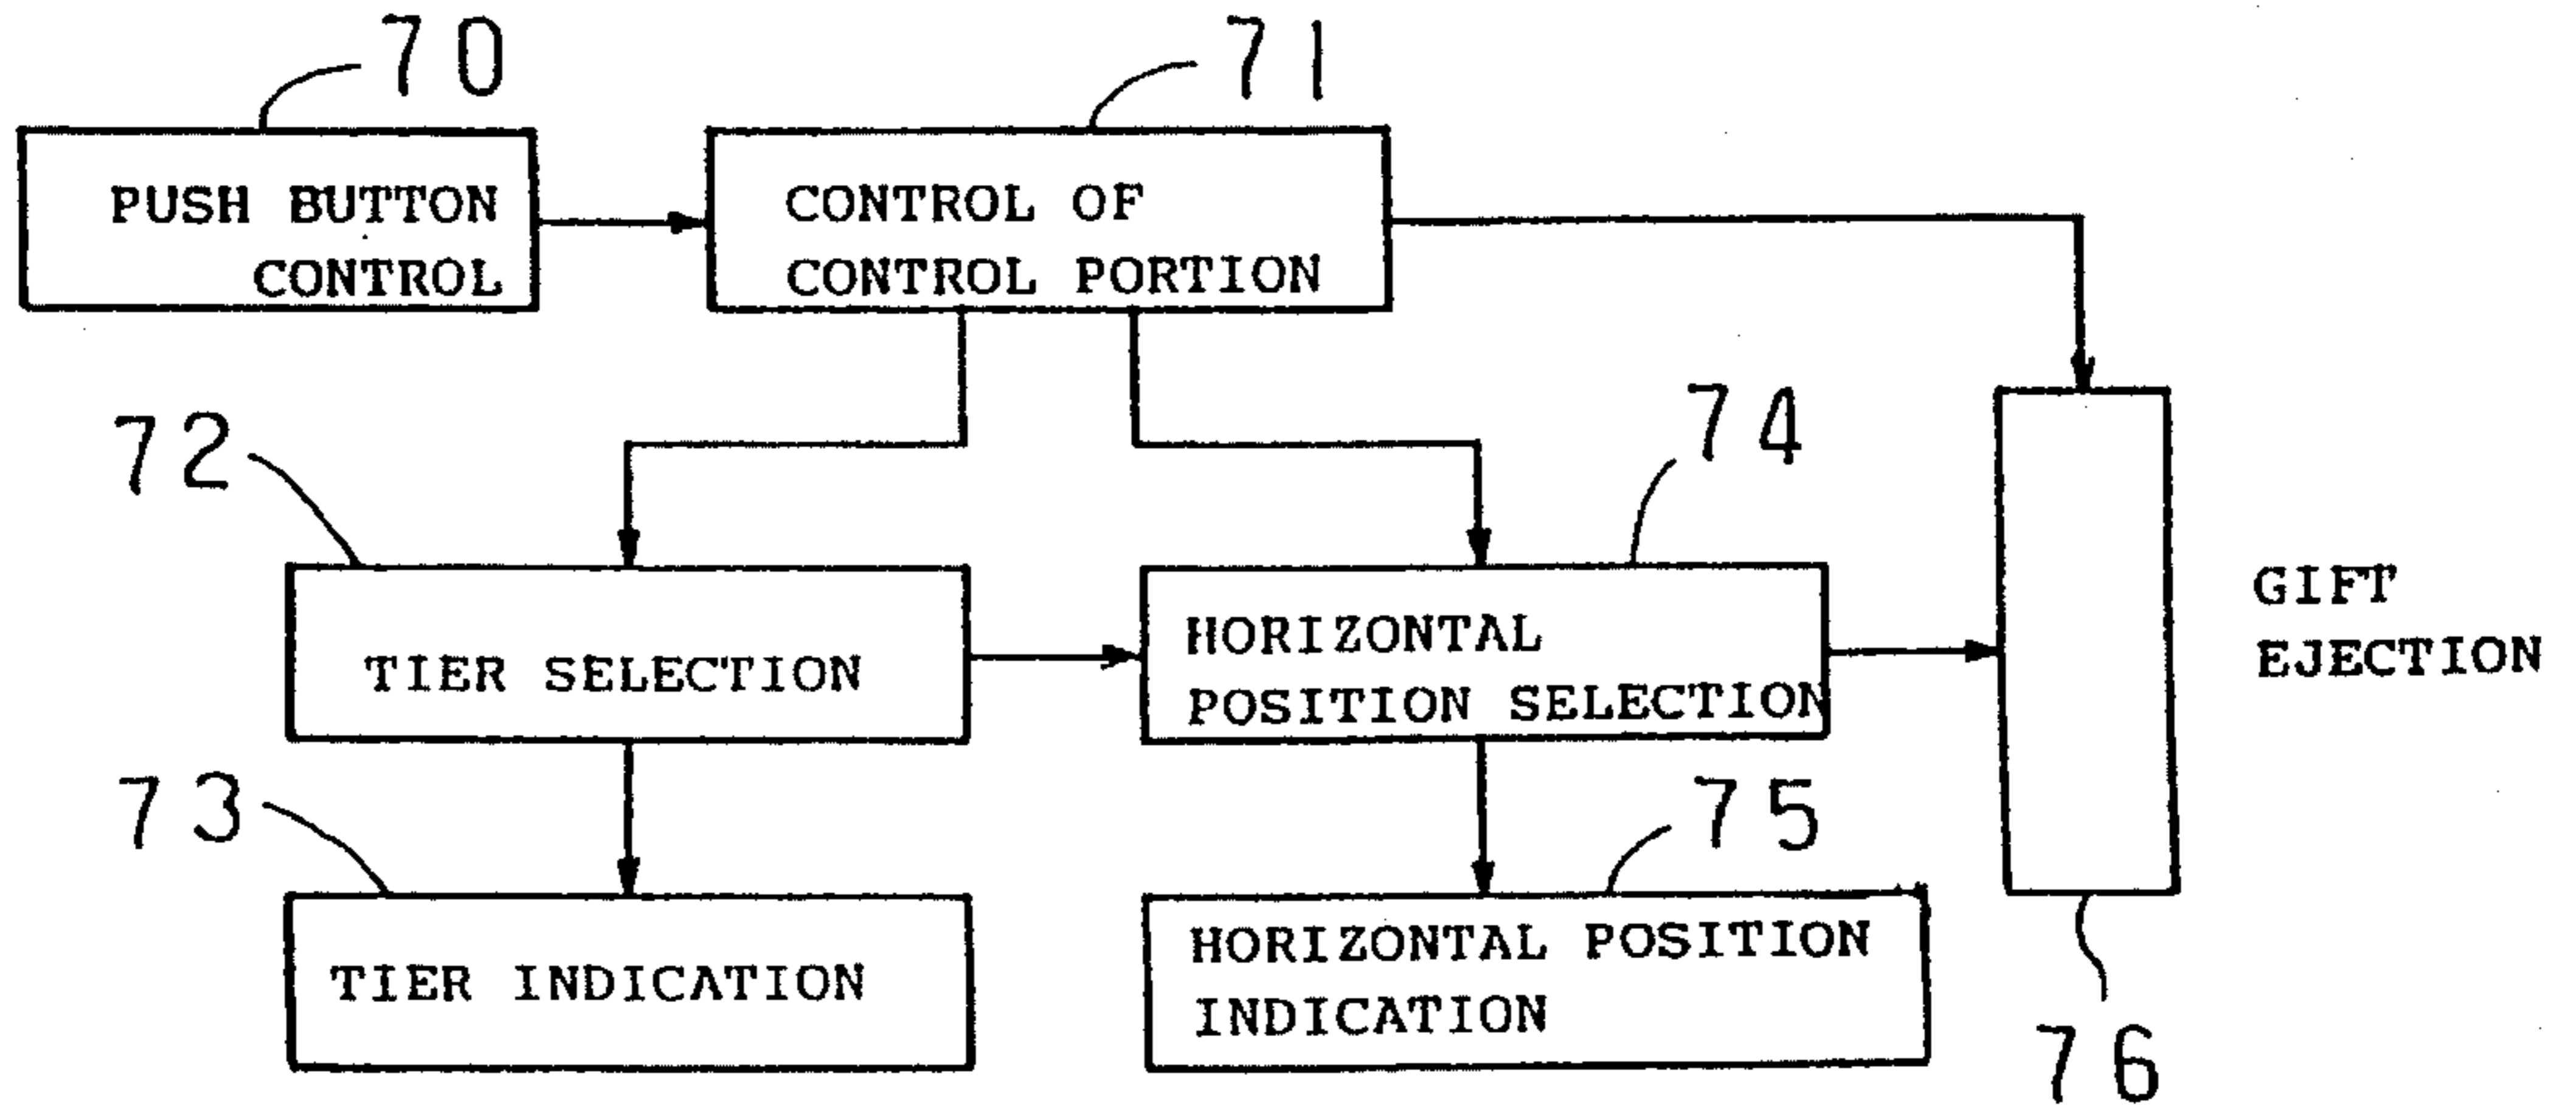 70
71
PUSH BUTTON
CONTROL
CONTROL OF
CONTROL PORTION
72
74
TIER SELECTION
HORIZONTAL
POSITION SELECTION
GIFT
EJECTION
73
75
TIER INDICATION
HORIZONTAL POSITION
INDICATION
76